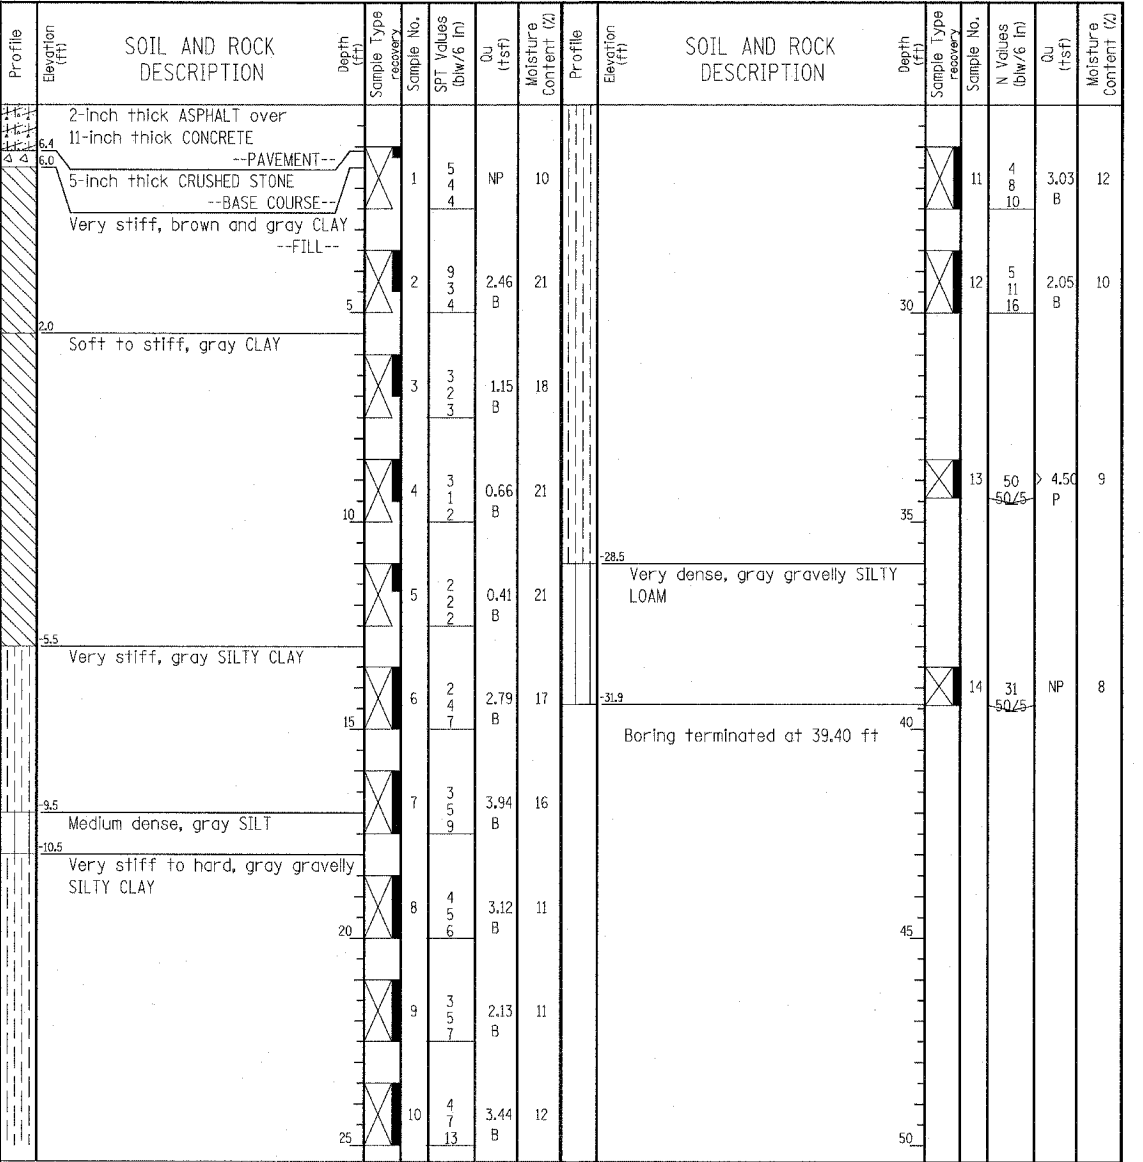 Profile
Elevation (ft)
SOIL AND ROCK
DESCRIPTION
Depth (ft)
Sample Type
recovery
Sample No.
SPT Values
(blw/6 in)
Qu
(tsf)
Moisture
Content (%)
2-inch thick ASPHALT over
11-inch thick CONCRETE
6.4
--PAVEMENT--
6.0
5-inch thick CRUSHED STONE
--BASE COURSE--
1
5
4
4
NP
10
Very stiff, brown and gray CLAY
--FILL--
2
9
3
4
2.46
B
21
5
2.0
Soft to stiff, gray CLAY
3
3
2
3
1.15
B
18
4
3
1
2
0.66
B
21
10
5
2
2
2
0.41
B
21
-5.5
Very stiff, gray SILTY CLAY
6
2
4
7
2.79
B
17
15
7
3
5
9
3.94
B
16
-9.5
Medium dense, gray SILT
-10.5
Very stiff to hard, gray gravelly
SILTY CLAY
8
4
5
6
3.12
B
11
20
9
3
5
7
2.13
B
11
10
4
7
13
3.44
B
12
25
Profile
Elevation (ft)
SOIL AND ROCK
DESCRIPTION
Depth (ft)
Sample Type
recovery
Sample No.
N Values
(blw/6 in)
Qu
(tsf)
Moisture
Content (%)
11
4
8
10
3.03
B
12
12
5
11
16
2.05
B
10
30
13
50
50/5
> 4.50
P
9
35
-28.5
Very dense, gray gravelly SILTY
LOAM
14
31
50/5
NP
8
-31.9
40
Boring terminated at 39.40 ft
45
50